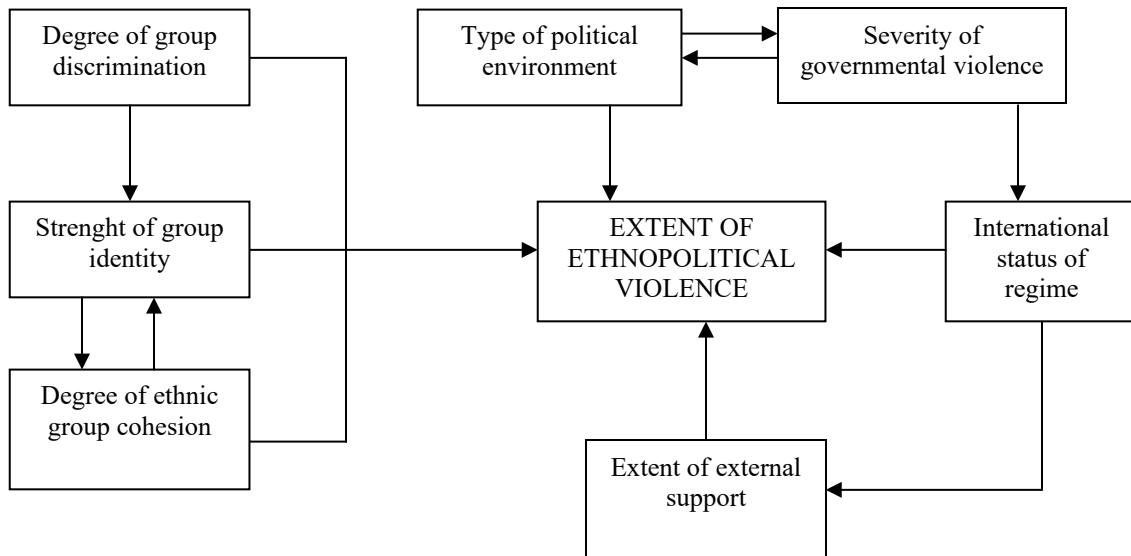 Degree of group
discrimination
Type of political
environment
Severity of
governmental violence
Strenght of group
identity
EXTENT OF
ETHNOPOLITICAL
VIOLENCE
International
status of
regime
Degree of ethnic
group cohesion
Extent of external
support